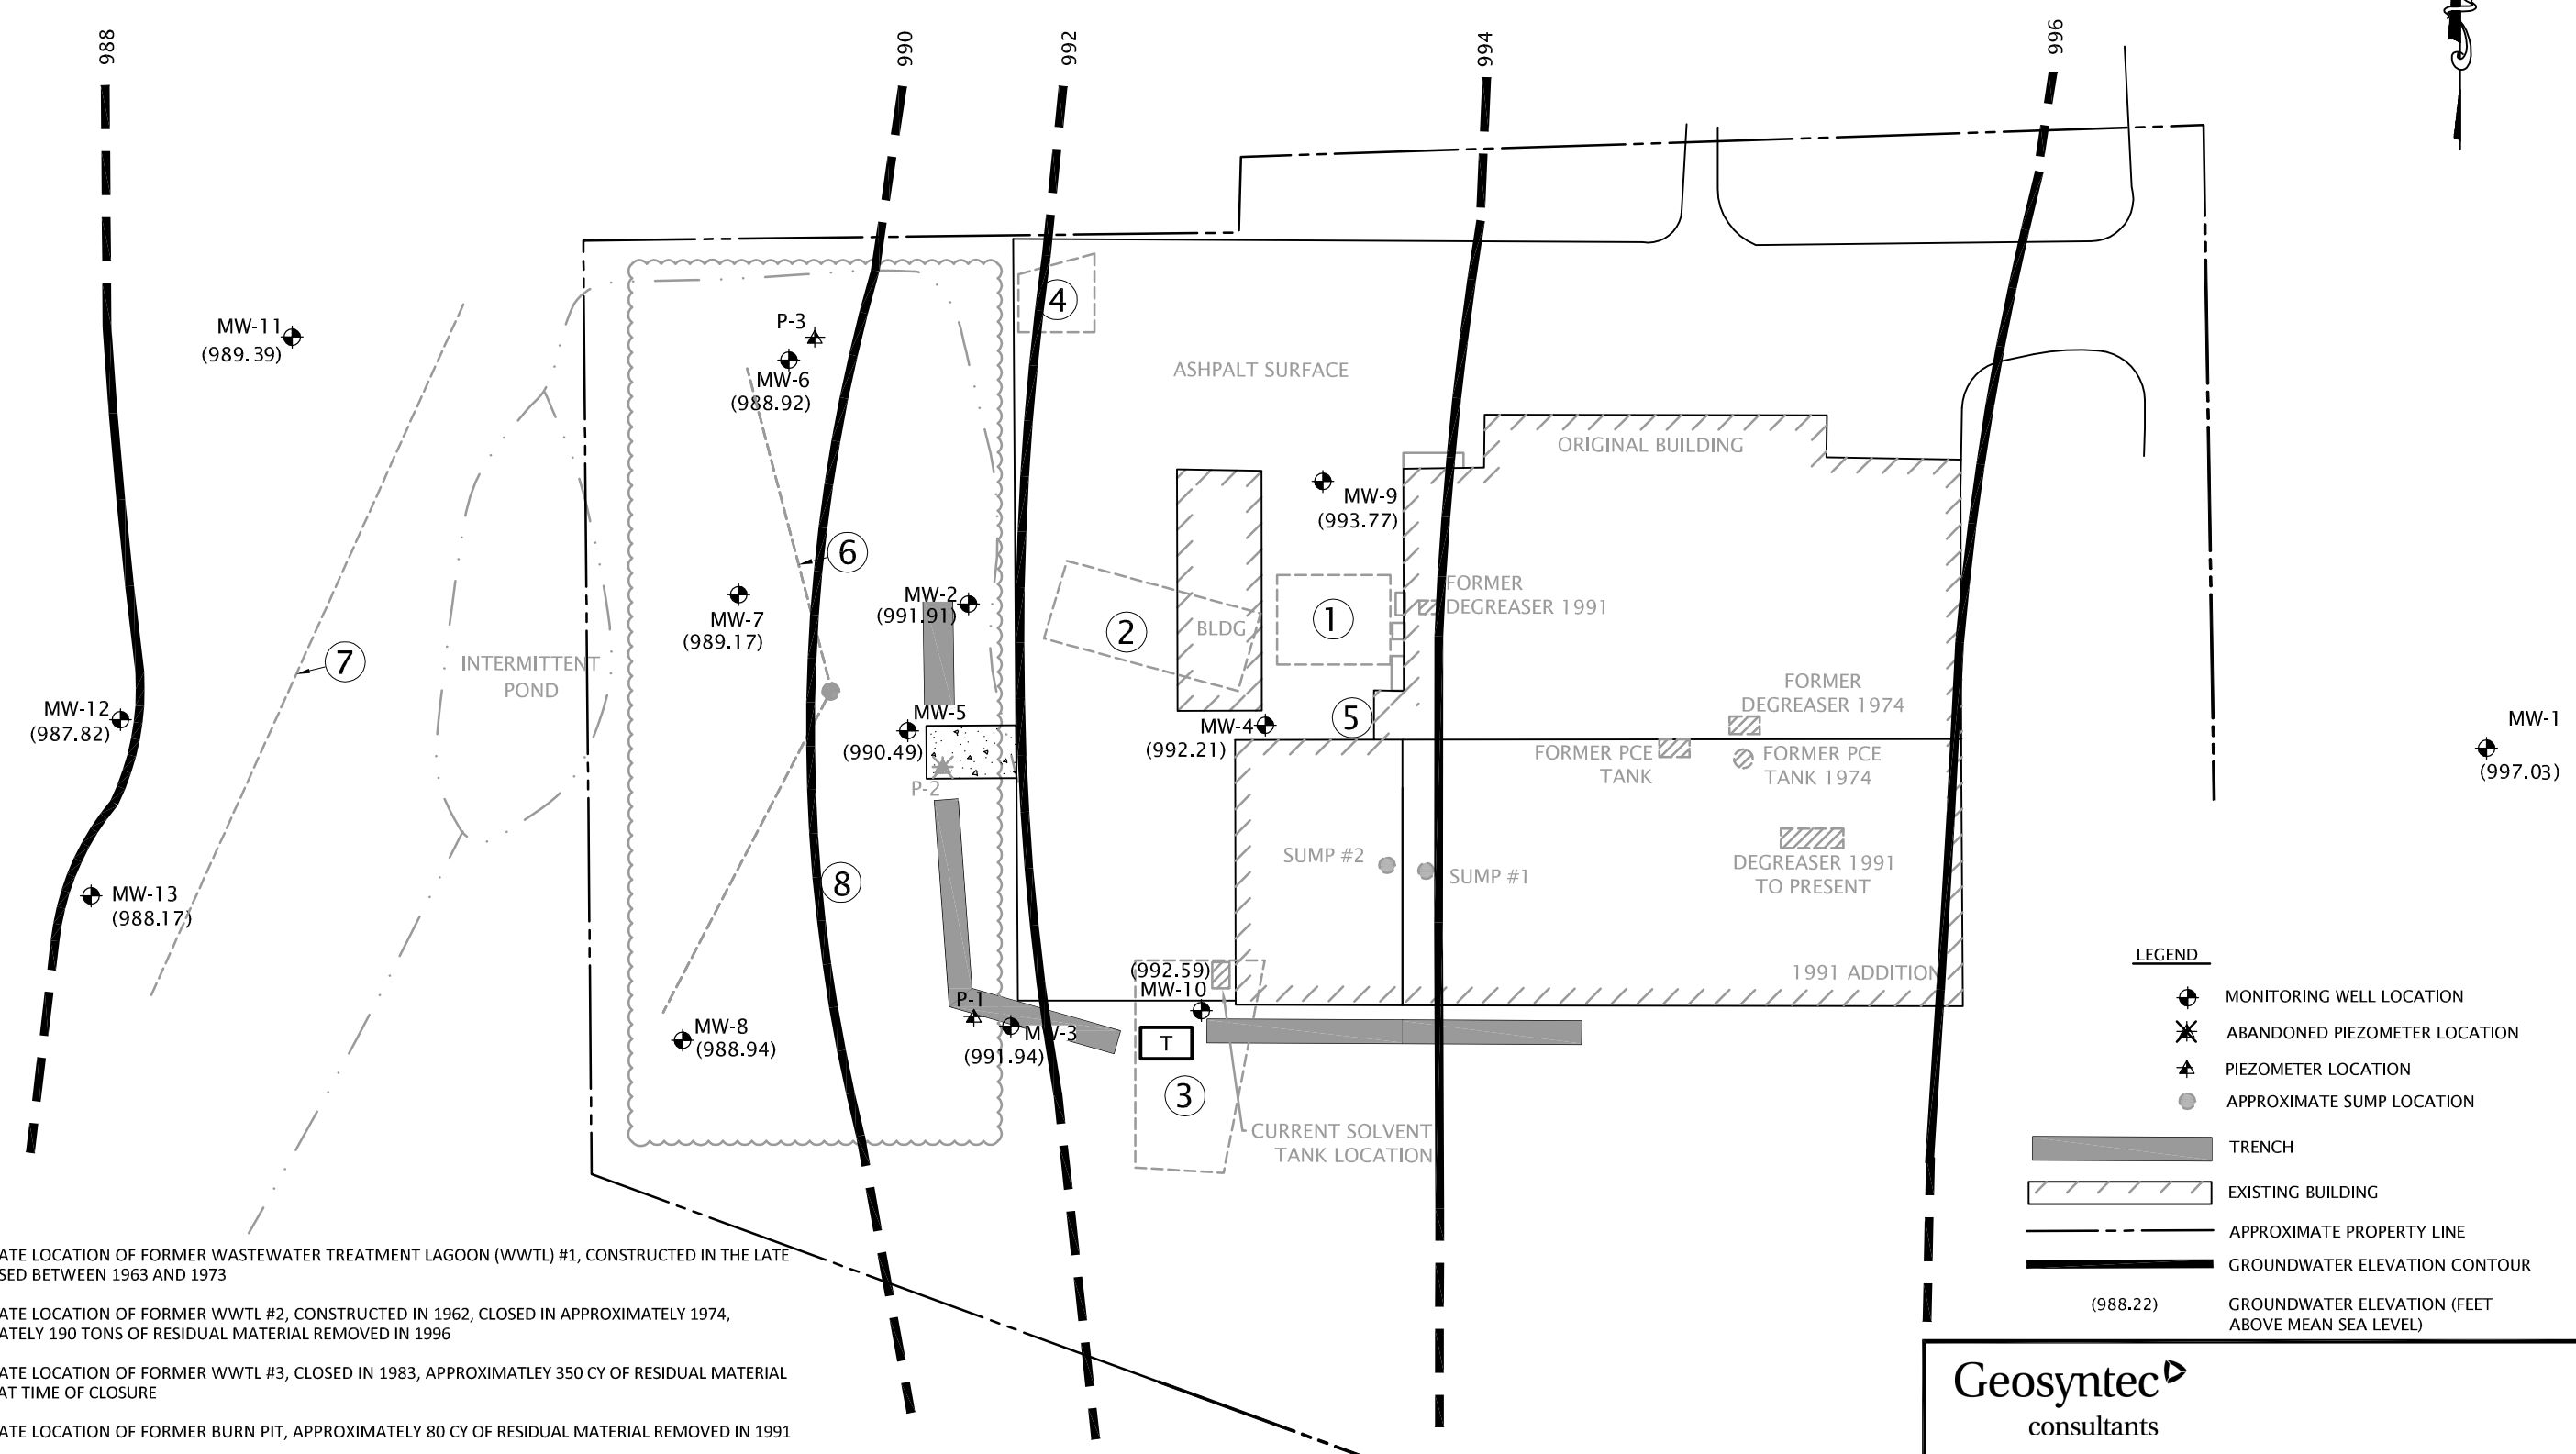 988
990
992
994
996
MW-11
(989.39)
P-3
MW-6
(988.92)
4
ASHPALT SURFACE
ORIGINAL BUILDING
MW-9
(993.77)
6
MW-2
(991.91)
MW-7
(989.17)
7
INTERMITTENT
POND
2
BLDG
1
FORMER
DEGREASER 1991
MW-12
(987.82)
MW-5
(990.49)
P-2
MW-4
(992.21)
5
FORMER
DEGREASER 1974
FORMER PCE
TANK
FORMER PCE
TANK 1974
MW-1
(997.03)
MW-13
(988.17)
8
SUMP #2
SUMP #1
DEGREASER 1991
TO PRESENT
1991 ADDITION
(992.59)
MW-10
P-1
MW-3
(991.94)
MW-8
(988.94)
T
3
CURRENT SOLVENT
TANK LOCATION
LEGEND
MONITORING WELL LOCATION
ABANDONED PIEZOMETER LOCATION
PIEZOMETER LOCATION
APPROXIMATE SUMP LOCATION
TRENCH
EXISTING BUILDING
APPROXIMATE PROPERTY LINE
GROUNDWATER ELEVATION CONTOUR
(988.22) GROUNDWATER ELEVATION (FEET
ABOVE MEAN SEA LEVEL)
ATE LOCATION OF FORMER WASTEWATER TREATMENT LAGOON (WWTL) #1, CONSTRUCTED IN THE LATE
SED BETWEEN 1963 AND 1973
ATE LOCATION OF FORMER WWTL #2, CONSTRUCTED IN 1962, CLOSED IN APPROXIMATELY 1974,
ATELY 190 TONS OF RESIDUAL MATERIAL REMOVED IN 1996
ATE LOCATION OF FORMER WWTL #3, CLOSED IN 1983, APPROXIMATLEY 350 CY OF RESIDUAL MATERIAL
AT TIME OF CLOSURE
ATE LOCATION OF FORMER BURN PIT, APPROXIMATELY 80 CY OF RESIDUAL MATERIAL REMOVED IN 1991
Geosyntec
consultants